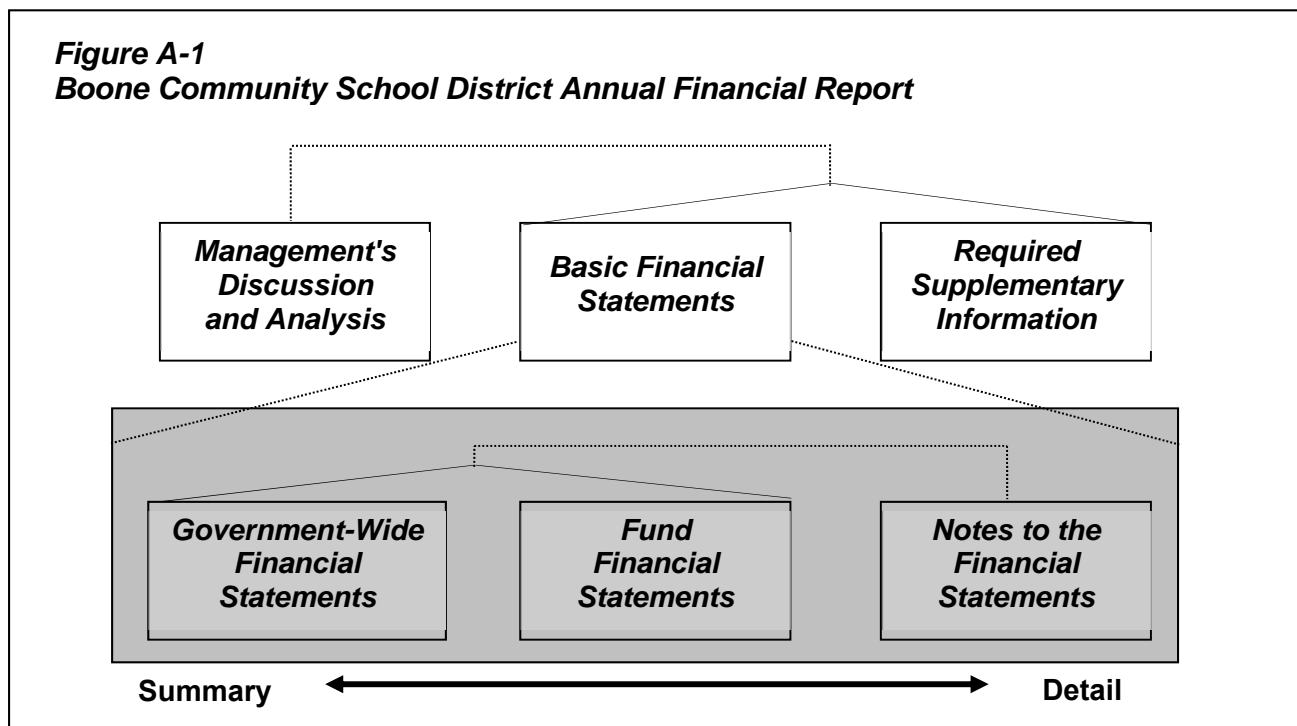 Figure A-1
Boone Community School District Annual Financial Report
Management's
Discussion
and Analysis
Basic Financial
Statements
Required
Supplementary
Information
Government-Wide
Financial
Statements
Fund
Financial
Statements
Notes to the
Financial
Statements
Summary
Detail